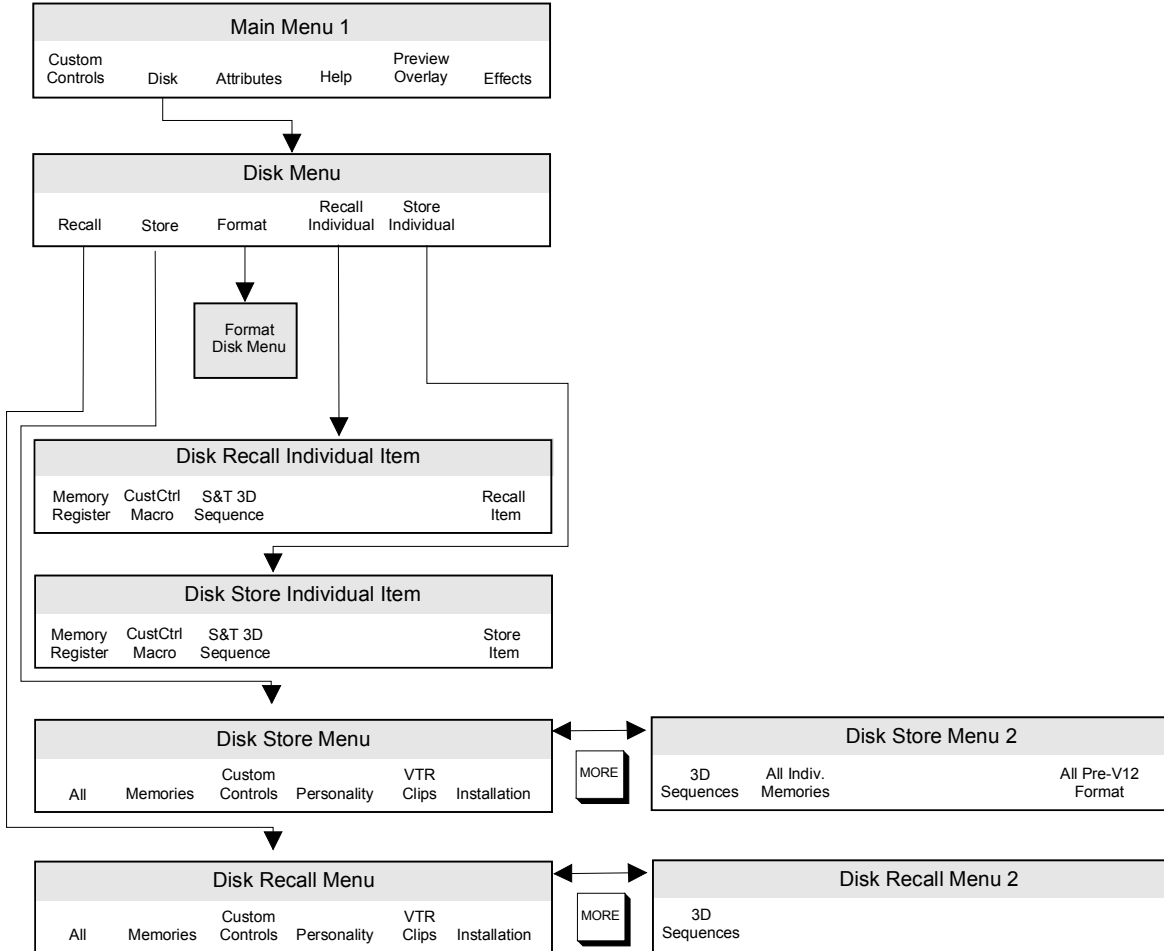 Main Menu 1
Custom
Controls
Disk
Attributes
Help
Preview
Overlay
Effects
Disk Menu
Recall
Store
Format
Recall
Individual
Store
Individual
Format
Disk Menu
Disk Recall Individual Item
Memory
Register
CustCtrl
Macro
S&T 3D
Sequence
Recall
Item
Disk Store Individual Item
Memory
Register
CustCtrl
Macro
S&T 3D
Sequence
Store
Item
Disk Store Menu
All
Memories
Custom
Controls
Personality
VTR
Clips
Installation
MORE
Disk Store Menu 2
3D
Sequences
All Indiv.
Memories
All Pre-V12
Format
Disk Recall Menu
All
Memories
Custom
Controls
Personality
VTR
Clips
Installation
MORE
Disk Recall Menu 2
3D
Sequences